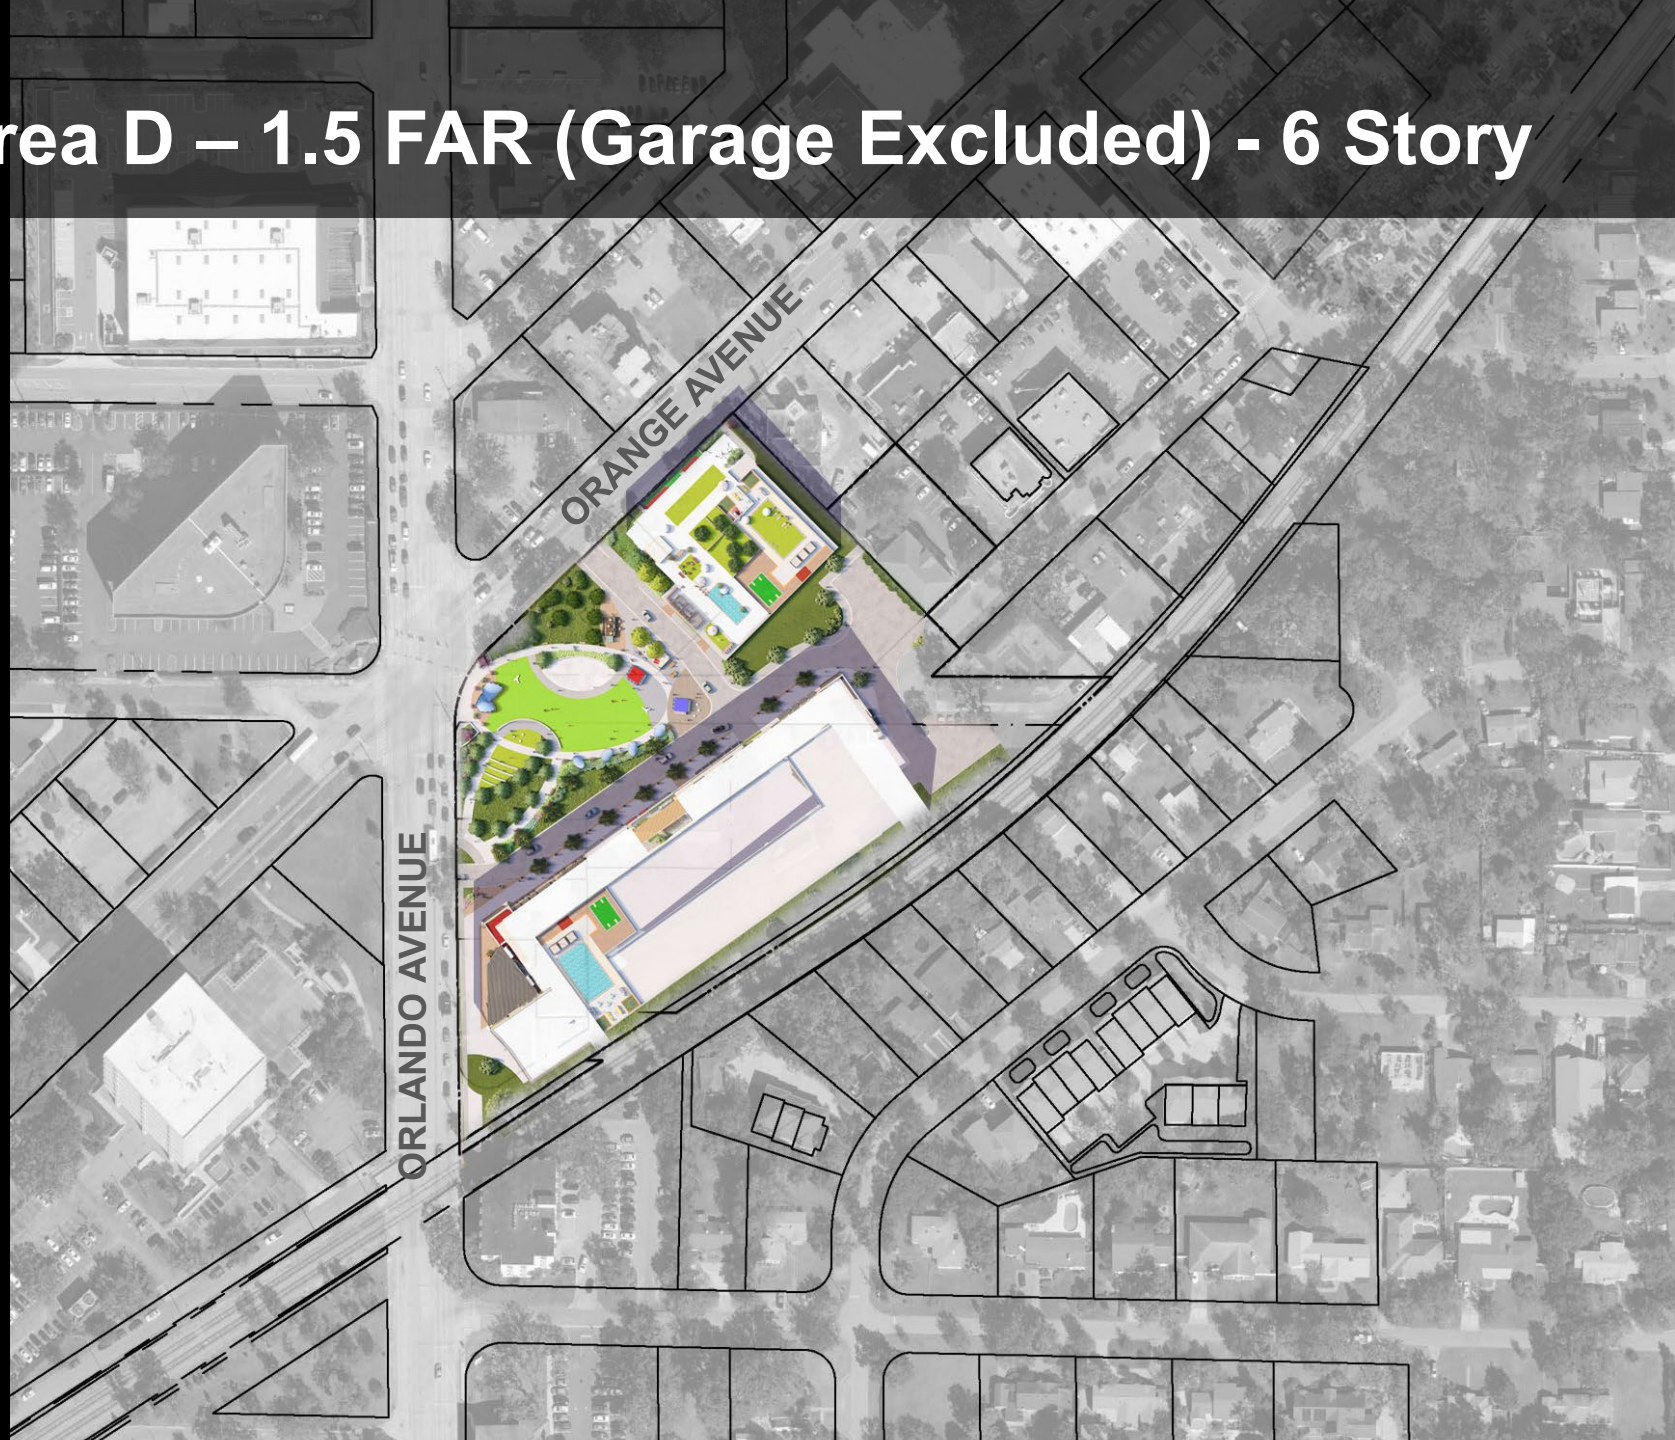 rea D – 1.5 FAR (Garage Excluded) - 6 Story
ORANGE AVENUE
ORLANDO AVENUE